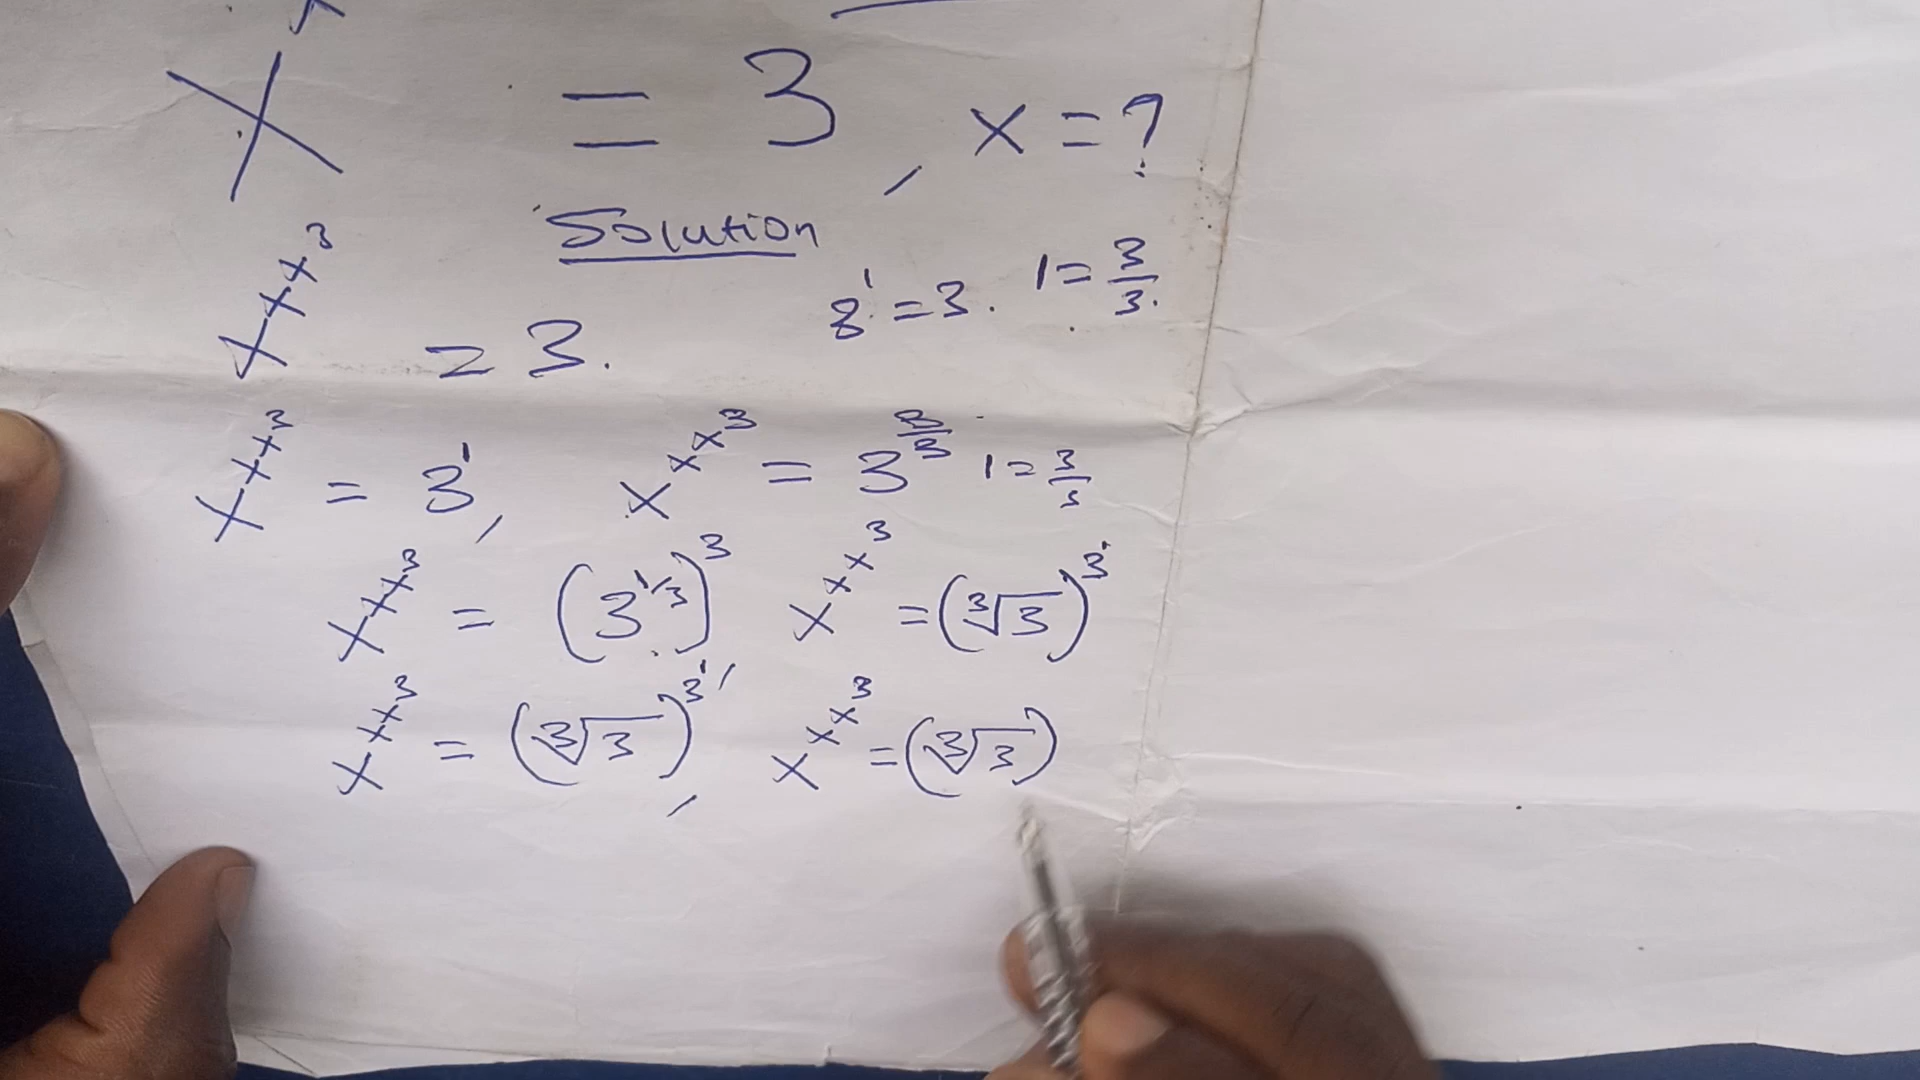 x^x = 3, x = ?
Solution
x^x^x^3 = 3. 3^1 = 3. 1 = 3/3.
x^x^x^3 = 3^1, x^x^x^3 = 3^3/3 1 = 3/3
x^x^x^3 = (3^1/3)^3 x^x^x^3 = (∛3)^3
x^x^x^3 = (∛3)^3^1, x^x^x^3 = (∛3)